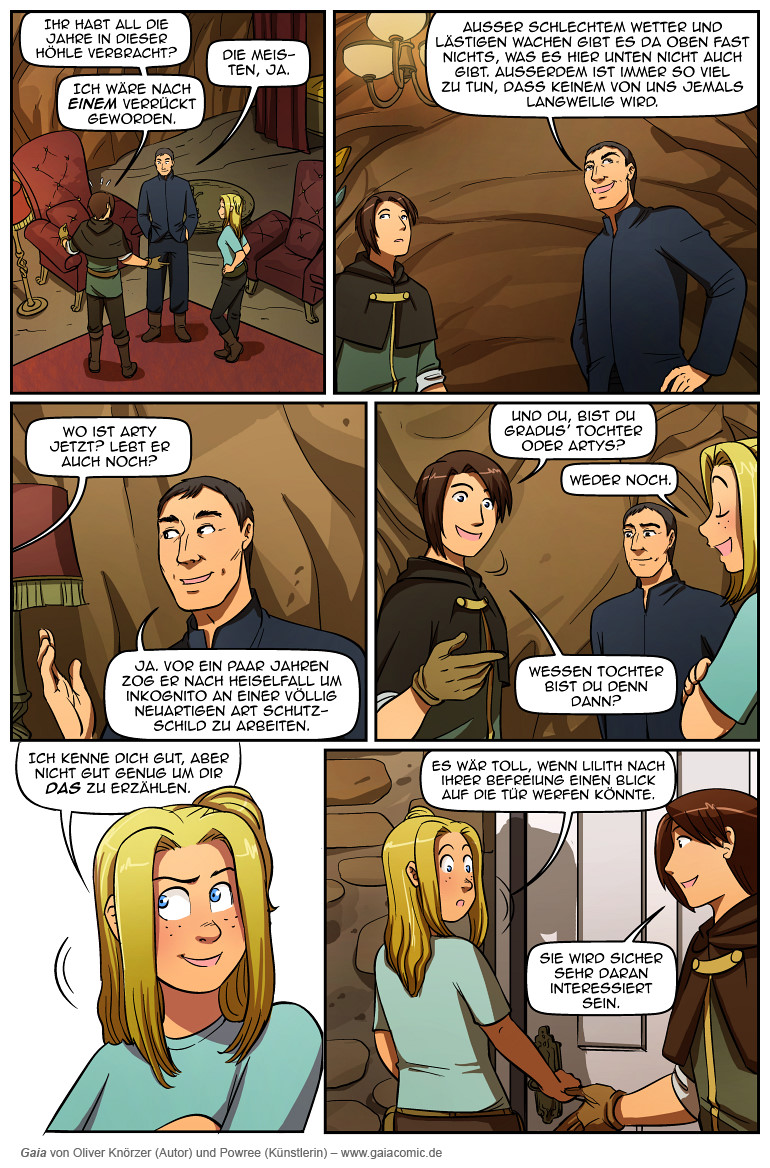 IHR HABT ALL DIE
JAHRE IN DIESER
HÖHLE VERBRACHT?
DIE MEIS-
TEN, JA.
ICH WÄRE NACH
EINEM VERRÜCKT
GEWORDEN.
AUSSER SCHLECHTEM WETTER UND
LÄSTIGEN WACHEN GIBT ES DA OBEN FAST
NICHTS, WAS ES HIER UNTEN NICHT AUCH
GIBT. AUSSERDEM IST IMMER SO VIEL
ZU TUN, DASS KEINEM VON UNS JEMALS
LANGWEILIG WIRD.
WO IST ARTY
JETZT? LEBT ER
AUCH NOCH?
JA. VOR EIN PAAR JAHREN
ZOG ER NACH HEISELFALL UM
INKOGNITO AN EINER VÖLLIG
NEUARTIGEN ART SCHUTZ-
SCHILD ZU ARBEITEN.
UND DU, BIST DU
GRADUS' TOCHTER
ODER ARTYS?
WEDER NOCH.
WESSEN TOCHTER
BIST DU DENN
DANN?
ICH KENNE DICH GUT, ABER
NICHT GUT GENUG UM DIR
DAS ZU ERZÄHLEN.
ES WÄR TOLL, WENN LILITH NACH
IHRER BEFREIUNG EINEN BLICK
AUF DIE TÜR WERFEN KÖNNTE.
SIE WIRD SICHER
SEHR DARAN
INTERESSIERT
SEIN.
Gaia von Oliver Knörzer (Autor) und Powree (Künstlerin) – www.gaiacomic.de